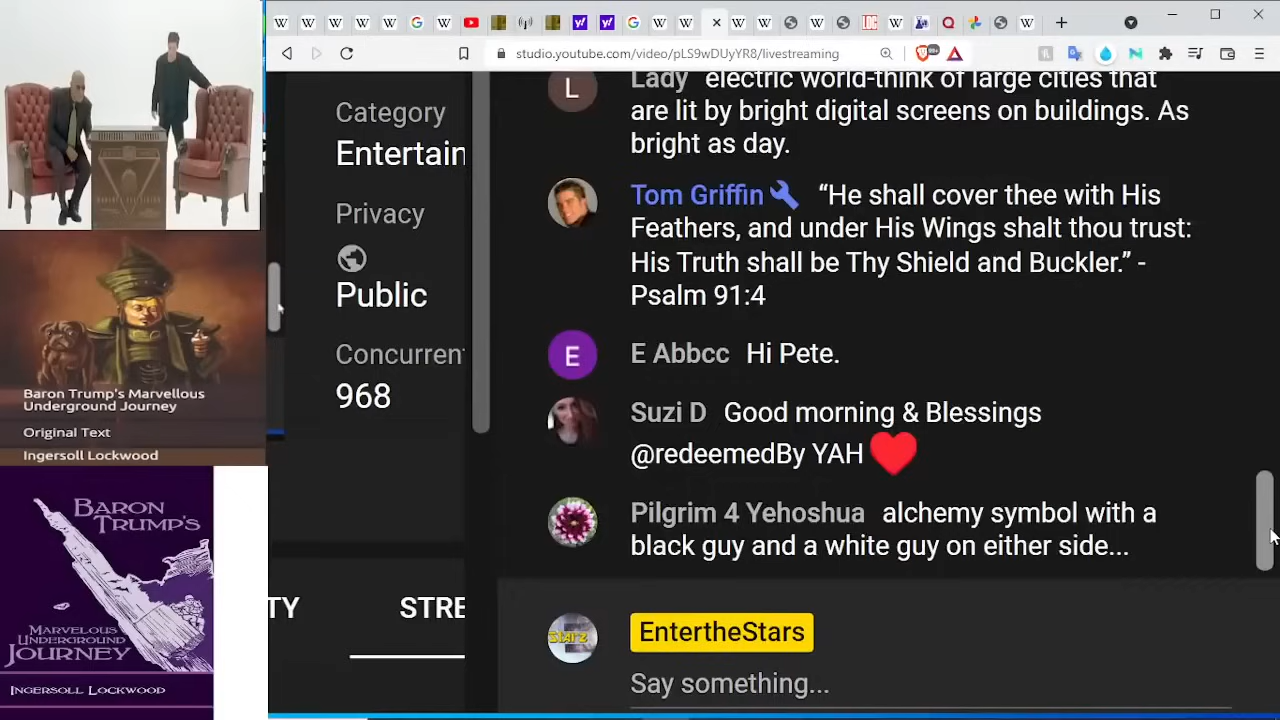 Baron Trump's Marvellous
Underground Journey
Original Text
Ingersoll Lockwood
BARON
TRUMP'S
MARVELOUS
UNDERGROUND
JOURNEY
INGERSOLL LOCKWOOD
studio.youtube.com/video/pLS9wDUyYR8/livestreaming
99+
Category
Entertain
Privacy
Public
Concurrent
968
TY
STRE
L
Lady electric world-think of large cities that
are lit by bright digital screens on buildings. As
bright as day.
Tom Griffin “He shall cover thee with His
Feathers, and under His Wings shalt thou trust:
His Truth shall be Thy Shield and Buckler.” -
Psalm 91:4
E
E Abbcc Hi Pete.
Suzi D Good morning & Blessings
@redeemedBy YAH
Pilgrim 4 Yehoshua alchemy symbol with a
black guy and a white guy on either side...
Starz
EntertheStars
Say something...